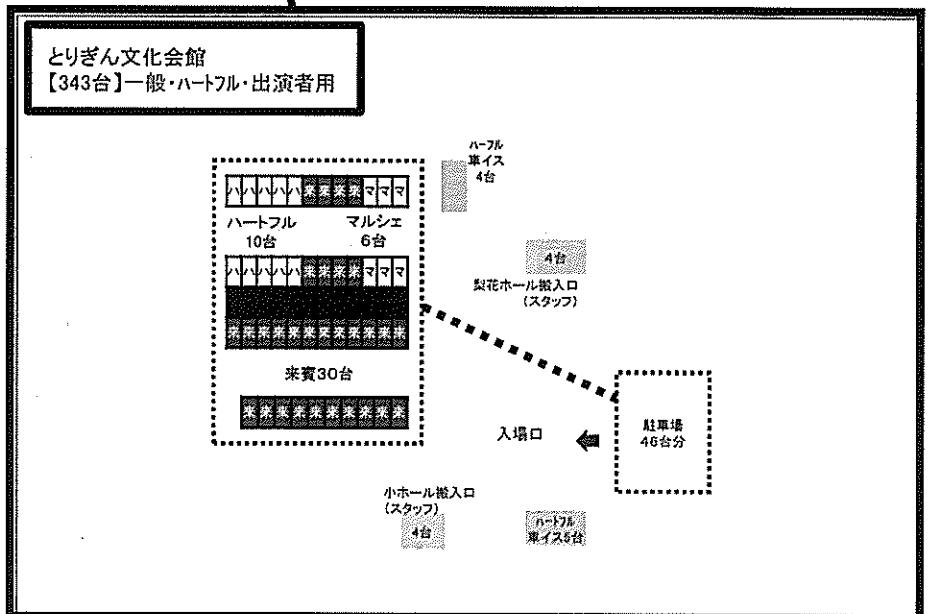 とりぎん文化会館
【343台】一般・ハートフル・出演者用
ハーフル
車イス
4台
ハハハハハ来来来来ママママ
ハートフル
10台
マルシェ
6台
4台
梨花ホール搬入口
(スタッフ)
ハハハハハ来来来来ママママ
来来来来来来来来来来来来
来賓30台
来来来来来来来来来来
入場口
駐車場
46台分
小ホール搬入口
(スタッフ)
4台
ハートフル
車イス5台